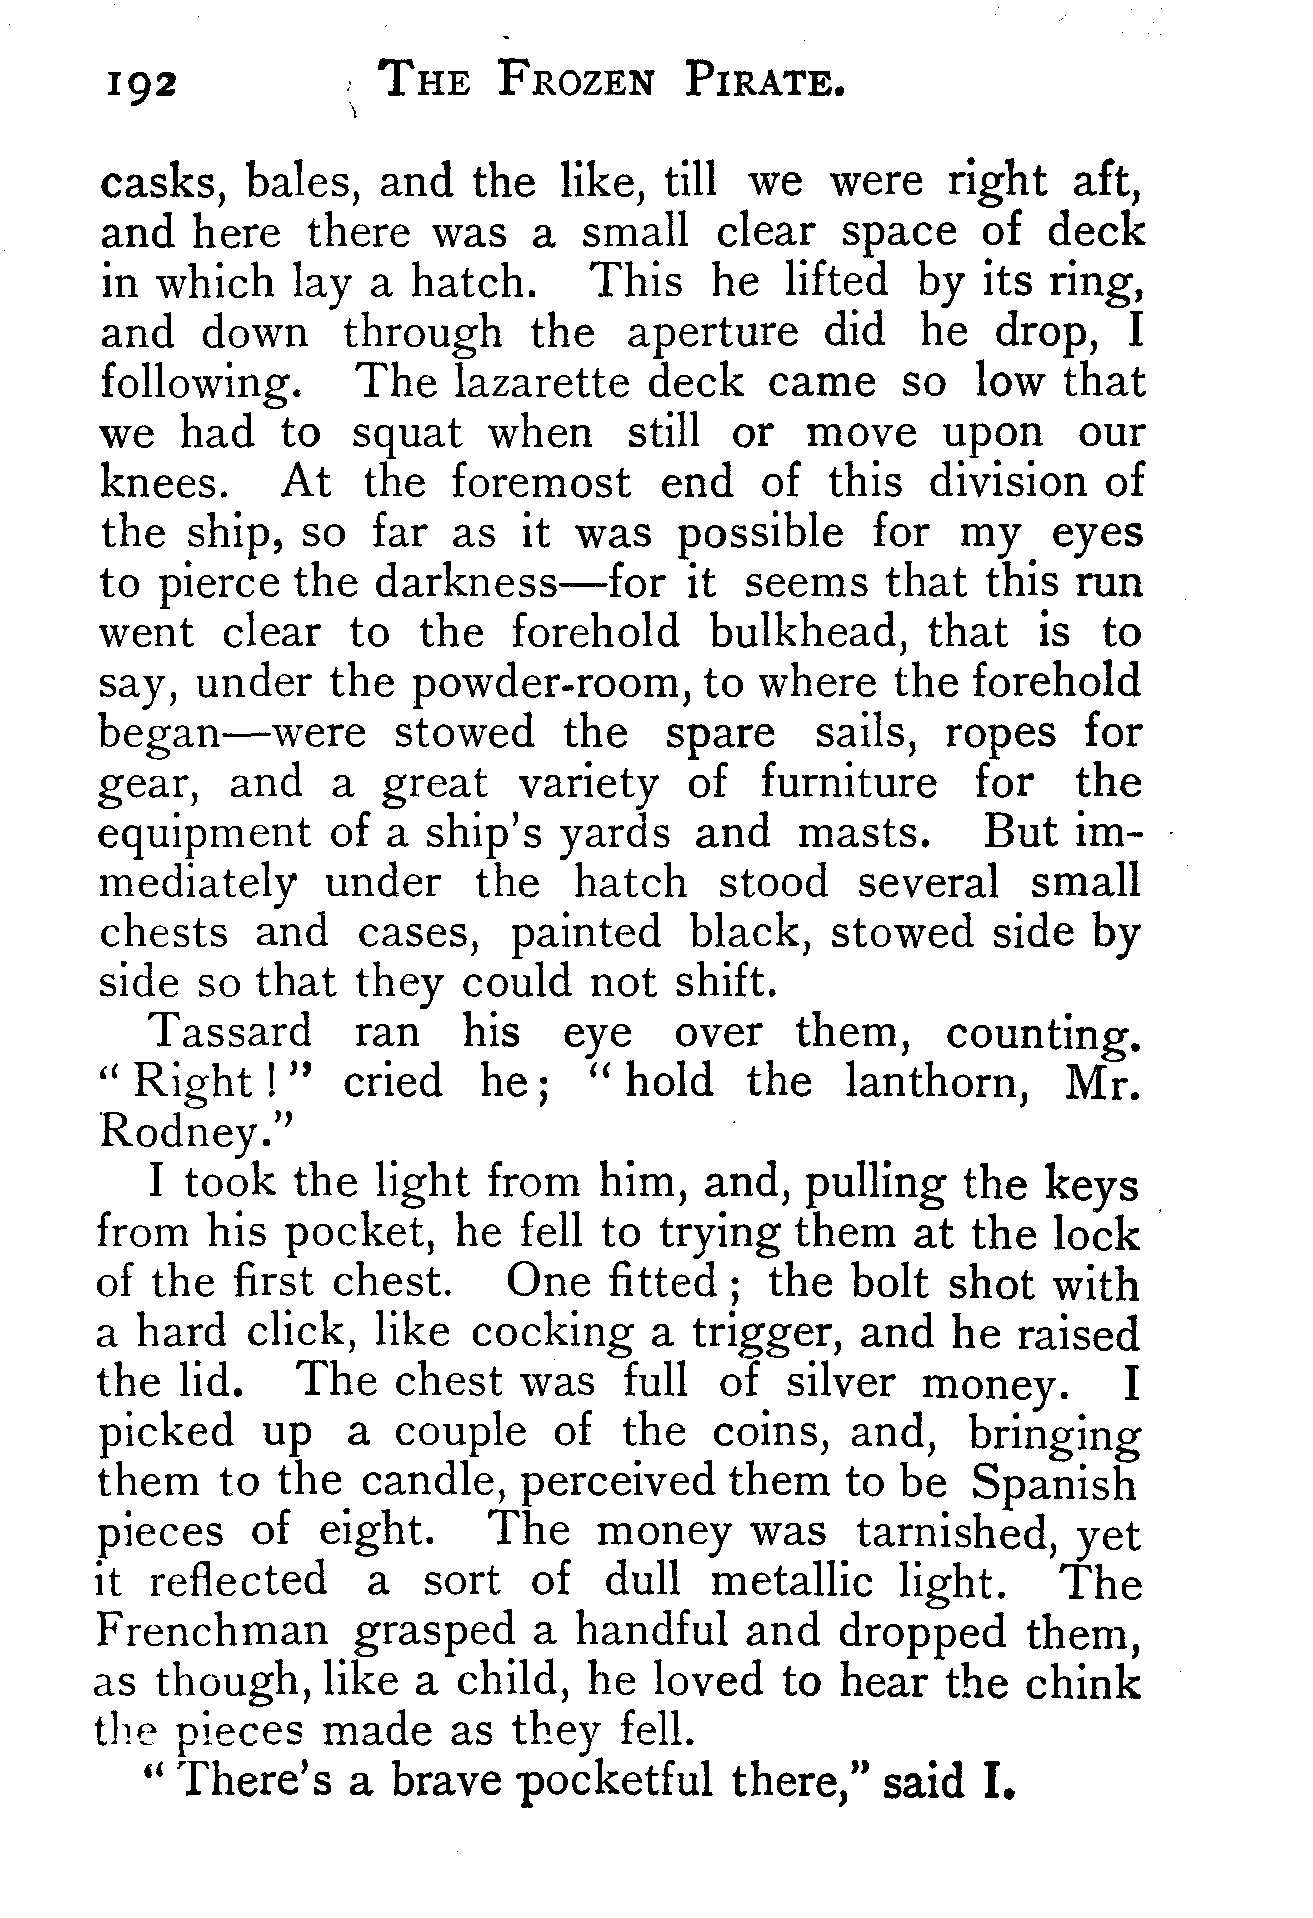 192 THE FROZEN PIRATE.
casks, bales, and the like, till we were right aft,
and here there was a small clear space of deck
in which lay a hatch. This he lifted by its ring,
and down through the aperture did he drop, I
following. The lazarette deck came so low that
we had to squat when still or move upon our
knees. At the foremost end of this division of
the ship, so far as it was possible for my eyes
to pierce the darkness—for it seems that this run
went clear to the forehold bulkhead, that is to
say, under the powder-room, to where the forehold
began—were stowed the spare sails, ropes for
gear, and a great variety of furniture for the
equipment of a ship's yards and masts. But im-
mediately under the hatch stood several small
chests and cases, painted black, stowed side by
side so that they could not shift.
Tassard ran his eye over them, counting.
“ Right ! ” cried he ; “ hold the lanthorn, Mr.
Rodney.”
I took the light from him, and, pulling the keys
from his pocket, he fell to trying them at the lock
of the first chest. One fitted ; the bolt shot with
a hard click, like cocking a trigger, and he raised
the lid. The chest was full of silver money. I
picked up a couple of the coins, and, bringing
them to the candle, perceived them to be Spanish
pieces of eight. The money was tarnished, yet
it reflected a sort of dull metallic light. The
Frenchman grasped a handful and dropped them,
as though, like a child, he loved to hear the chink
the pieces made as they fell.
“ There's a brave pocketful there,” said I.